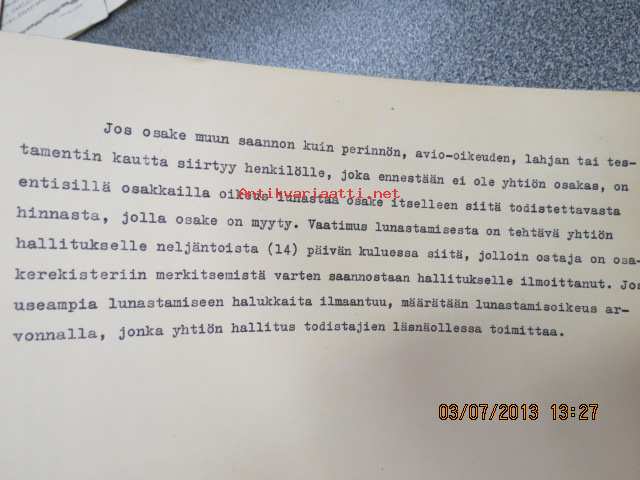 Jos osake muun saannon kuin perinnön, avio-oikeuden, lahjan tai tes-
tamentin kautta siirtyy henkilölle, joka ennestään ei ole yhtiön osakas, on
entisillä osakkailla oikeus lunastaa osake itselleen siitä todistettavasta
Antikvariaatti.net
hinnasta, jolla osake on myyty. Vaatimus lunastamisesta on tehtävä yhtiön
hallitukselle neljäntoista (14) päivän kuluessa siitä, jolloin ostaja on osa-
kerekisteriin merkitsemistä varten saannostaan hallitukselle ilmoittanut. Jos
useampia lunastamiseen halukkaita ilmaantuu, määrätään lunastamisoikeus ar-
vonnalla, jonka yhtiön hallitus todistajien läsnäollessa toimittaa.
03/07/2013 13:27